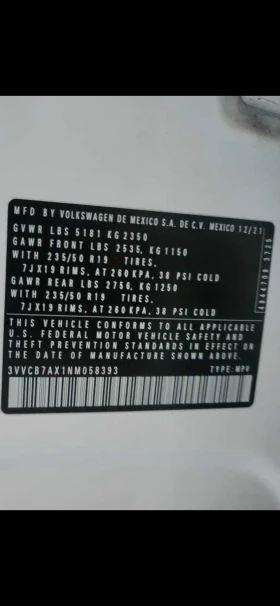 MFD BY VOLKSWAGEN DE MEXICO S.A. DE C.V. MEXICO 12/21
GVWR LBS 5181 KG 2350
GAWR FRONT LBS 2535, KG 1150
WITH 235/50 R19 TIRES,
7JX19 RIMS, AT 260 KPA, 38 PSI COLD
GAWR REAR LBS 2756, KG 1250
WITH 235/50 R19 TIRES,
7JX19 RIMS, AT 260 KPA, 38 PSI COLD
THIS VEHICLE CONFORMS TO ALL APPLICABLE
U.S. FEDERAL MOTOR VEHICLE SAFETY AND
THEFT PREVENTION STANDARDS IN EFFECT ON
THE DATE OF MANUFACTURE SHOWN ABOVE.
3VVCB7AX1NM058393 TYPE: MPV